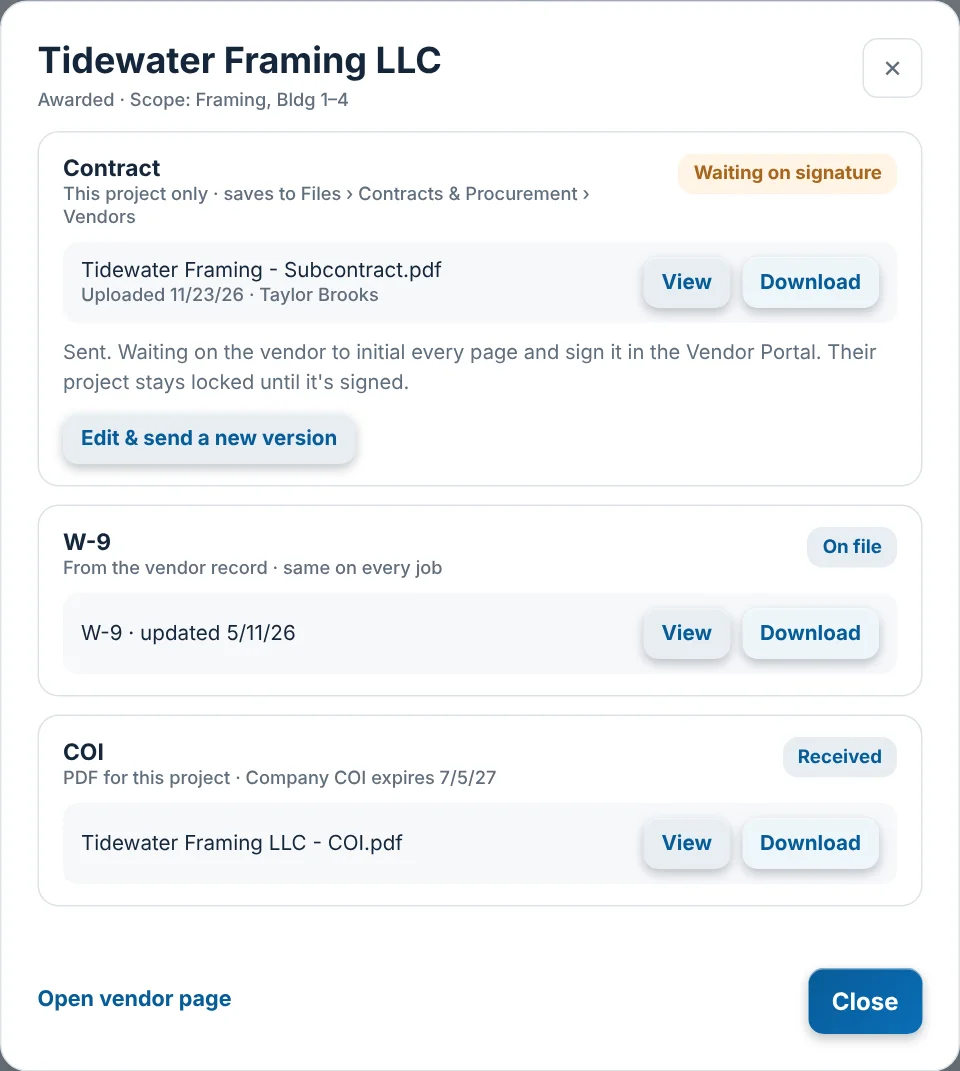 Tidewater Framing LLC
×
Awarded · Scope: Framing, Bldg 1–4
Contract
Waiting on signature
This project only · saves to Files › Contracts & Procurement ›
Vendors
Tidewater Framing - Subcontract.pdf
Uploaded 11/23/26 · Taylor Brooks
View
Download
Sent. Waiting on the vendor to initial every page and sign it in the Vendor Portal. Their
project stays locked until it's signed.
Edit & send a new version
W-9
On file
From the vendor record · same on every job
W-9 · updated 5/11/26
View
Download
COI
Received
PDF for this project · Company COI expires 7/5/27
Tidewater Framing LLC - COI.pdf
View
Download
Open vendor page
Close